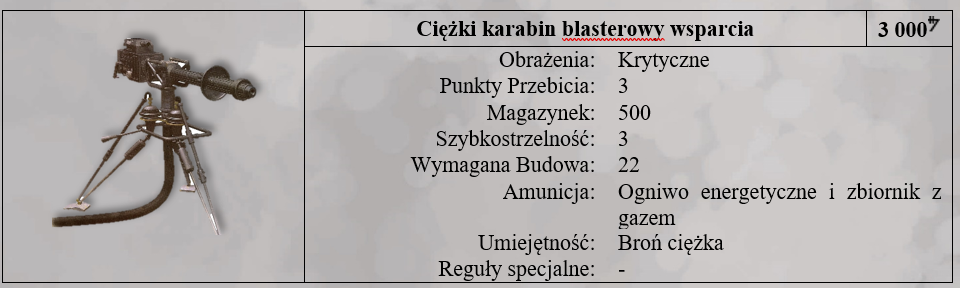 Ciężki karabin blasterowy wsparcia 3 000
Obrażenia: Krytyczne
Punkty Przebicia: 3
Magazynek: 500
Szybkostrzelność: 3
Wymagana Budowa: 22
Amunicja: Ogniwo energetyczne i zbiornik z
gazem
Umiejętność: Broń ciężka
Reguły specjalne: -